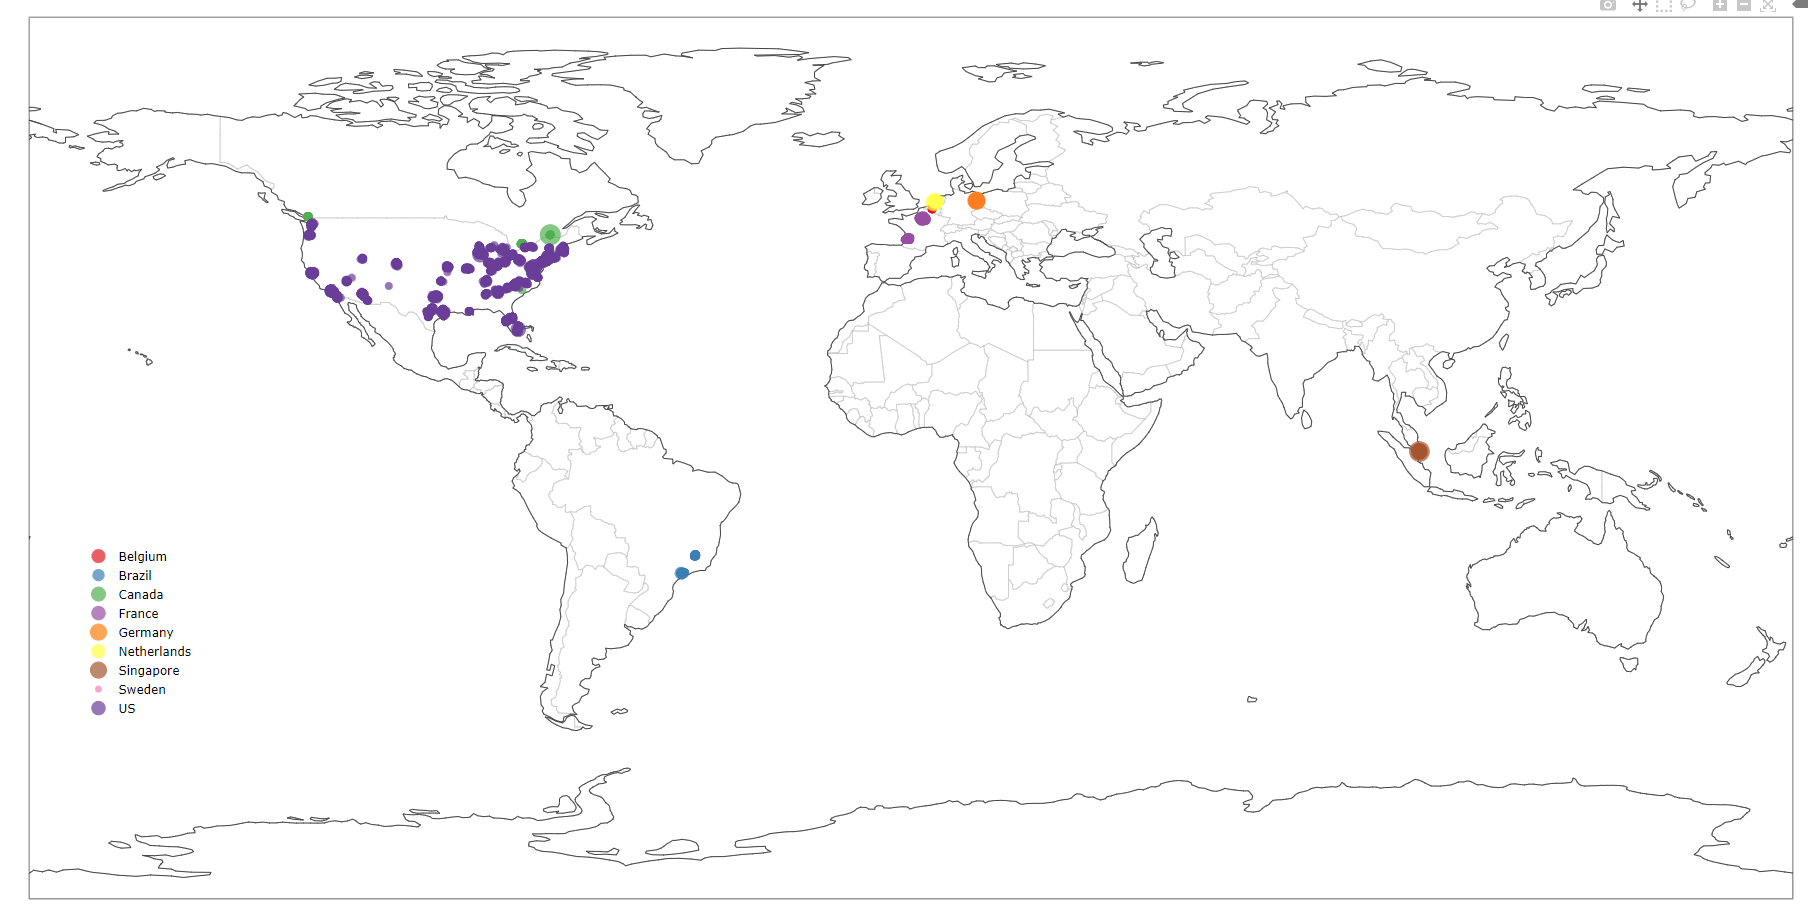 Belgium
Brazil
Canada
France
Germany
Netherlands
Singapore
Sweden
US